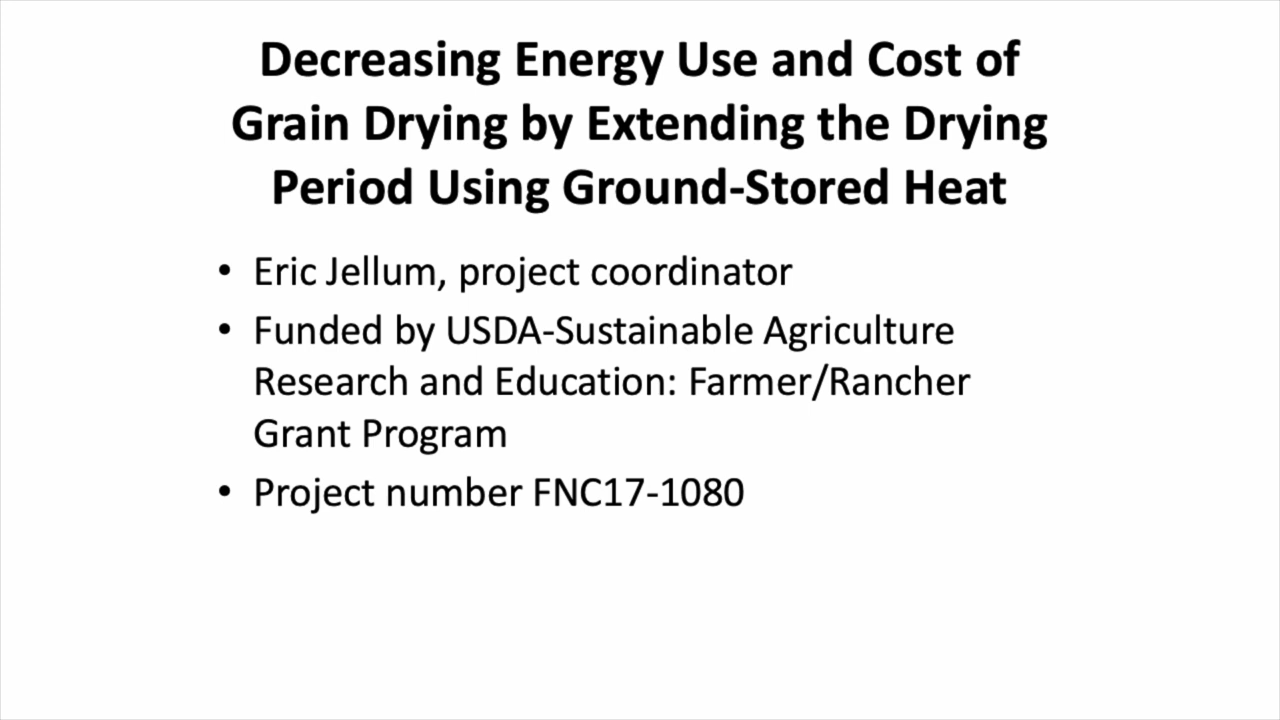 Decreasing Energy Use and Cost of
Grain Drying by Extending the Drying
Period Using Ground-Stored Heat
• Eric Jellum, project coordinator
• Funded by USDA-Sustainable Agriculture
Research and Education: Farmer/Rancher
Grant Program
• Project number FNC17-1080